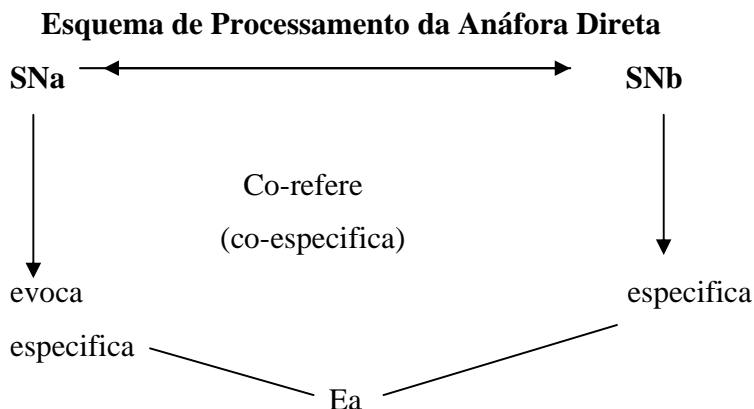 Esquema de Processamento da Anáfora Direta
SNa SNb
Co-refere
(co-especifica)
evoca especifica
especifica
Ea